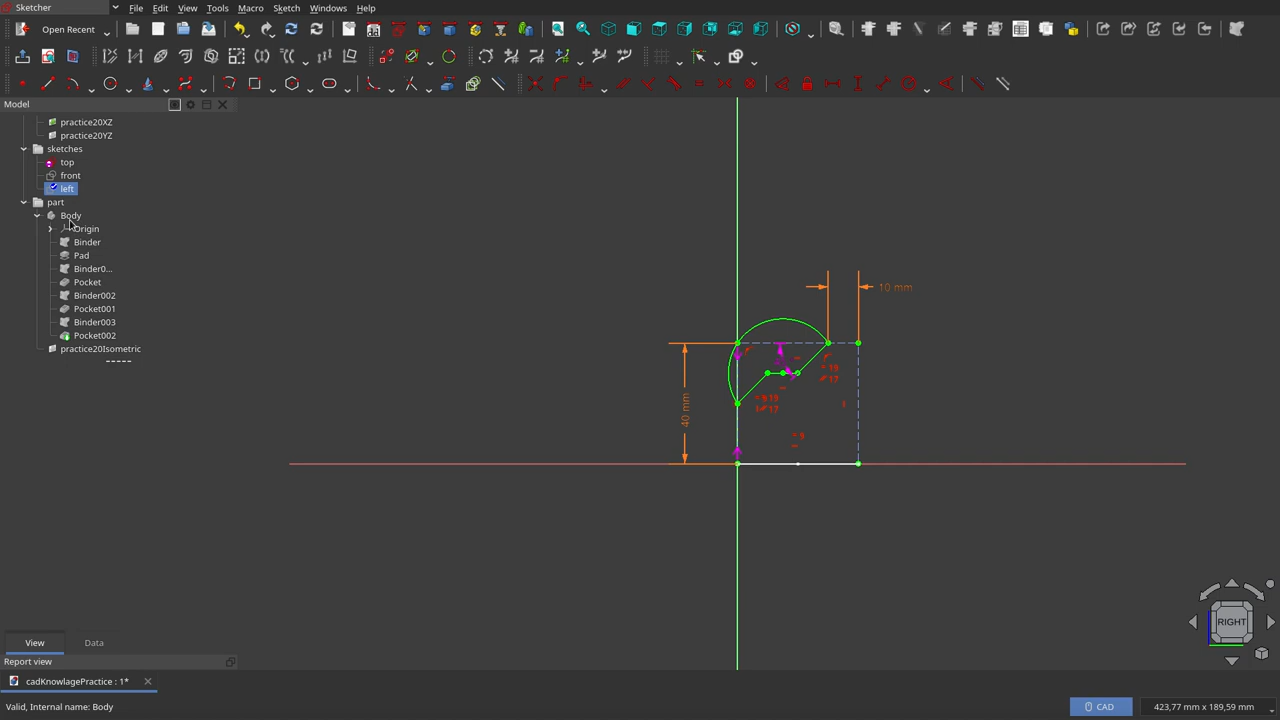 Sketcher File Edit View Tools Macro Sketch Windows Help
Open Recent
Model
practice20XZ
practice20YZ
sketches
top
front
left
part
Body
Origin
Binder
Pad
Binder0...
Pocket
Binder002
Pocket001
Binder003
Pocket002
practice20Isometric
10 mm
40 mm
RIGHT
View Data
Report view
cadKnowlagePractice : 1*
Valid, Internal name: Body CAD 423,77 mm x 189,59 mm